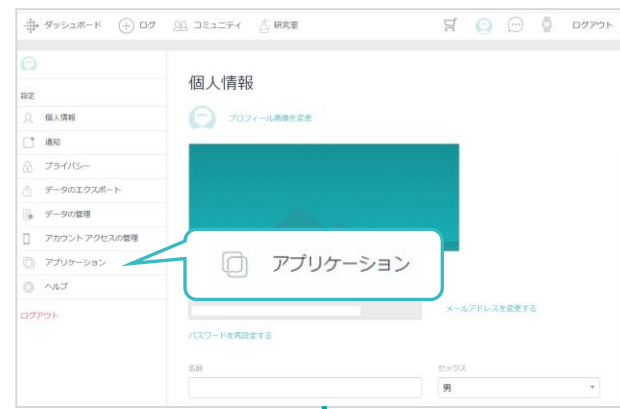 ダッシュボード ログ コミュニティ 研究室 ログアウト
設定
個人情報
通知
プライバシー
データのエクスポート
データの管理
アカウント アクセスの管理
アプリケーション
ヘルプ
ログアウト
個人情報
プロフィール画像を変更
アプリケーション
メールアドレスを変更する
パスワードを再設定する
名前 セックス
男